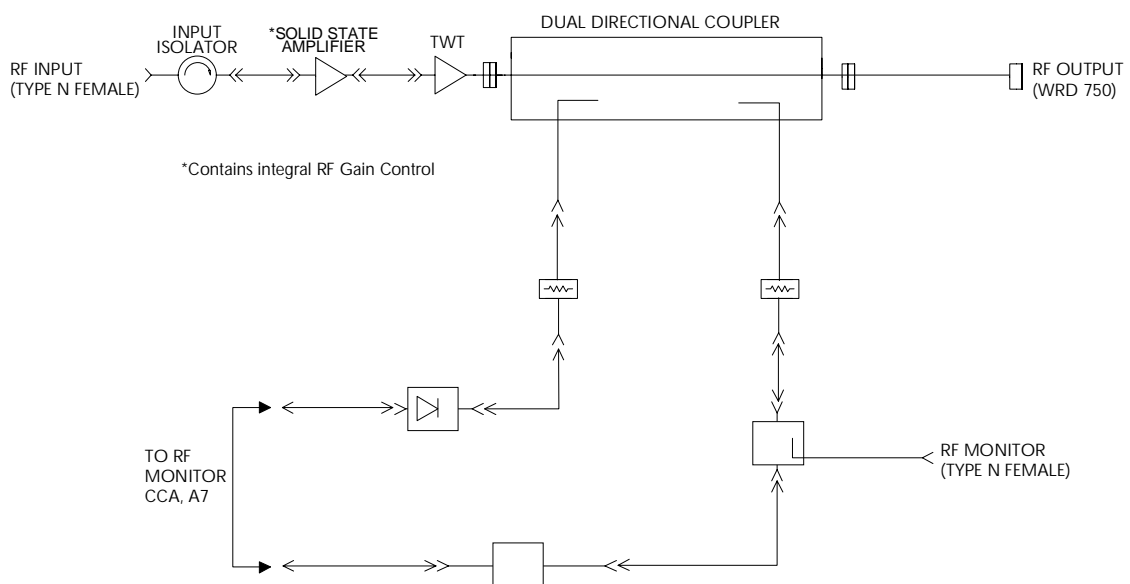 DUAL DIRECTIONAL COUPLER
INPUT
ISOLATOR
*SOLID STATE
AMPLIFIER
TWT
RF INPUT
(TYPE N FEMALE)
RF OUTPUT
(WRD 750)
*Contains integral RF Gain Control
TO RF
MONITOR
CCA, A7
RF MONITOR
(TYPE N FEMALE)